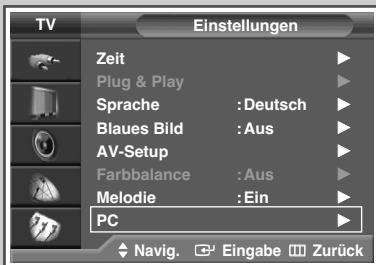 TV Einstellungen
Zeit
Plug & Play
Sprache :Deutsch
Blaues Bild :Aus
AV-Setup
Farbbalance :Aus
Melodie :Ein
PC
Navig. Eingabe Zurück